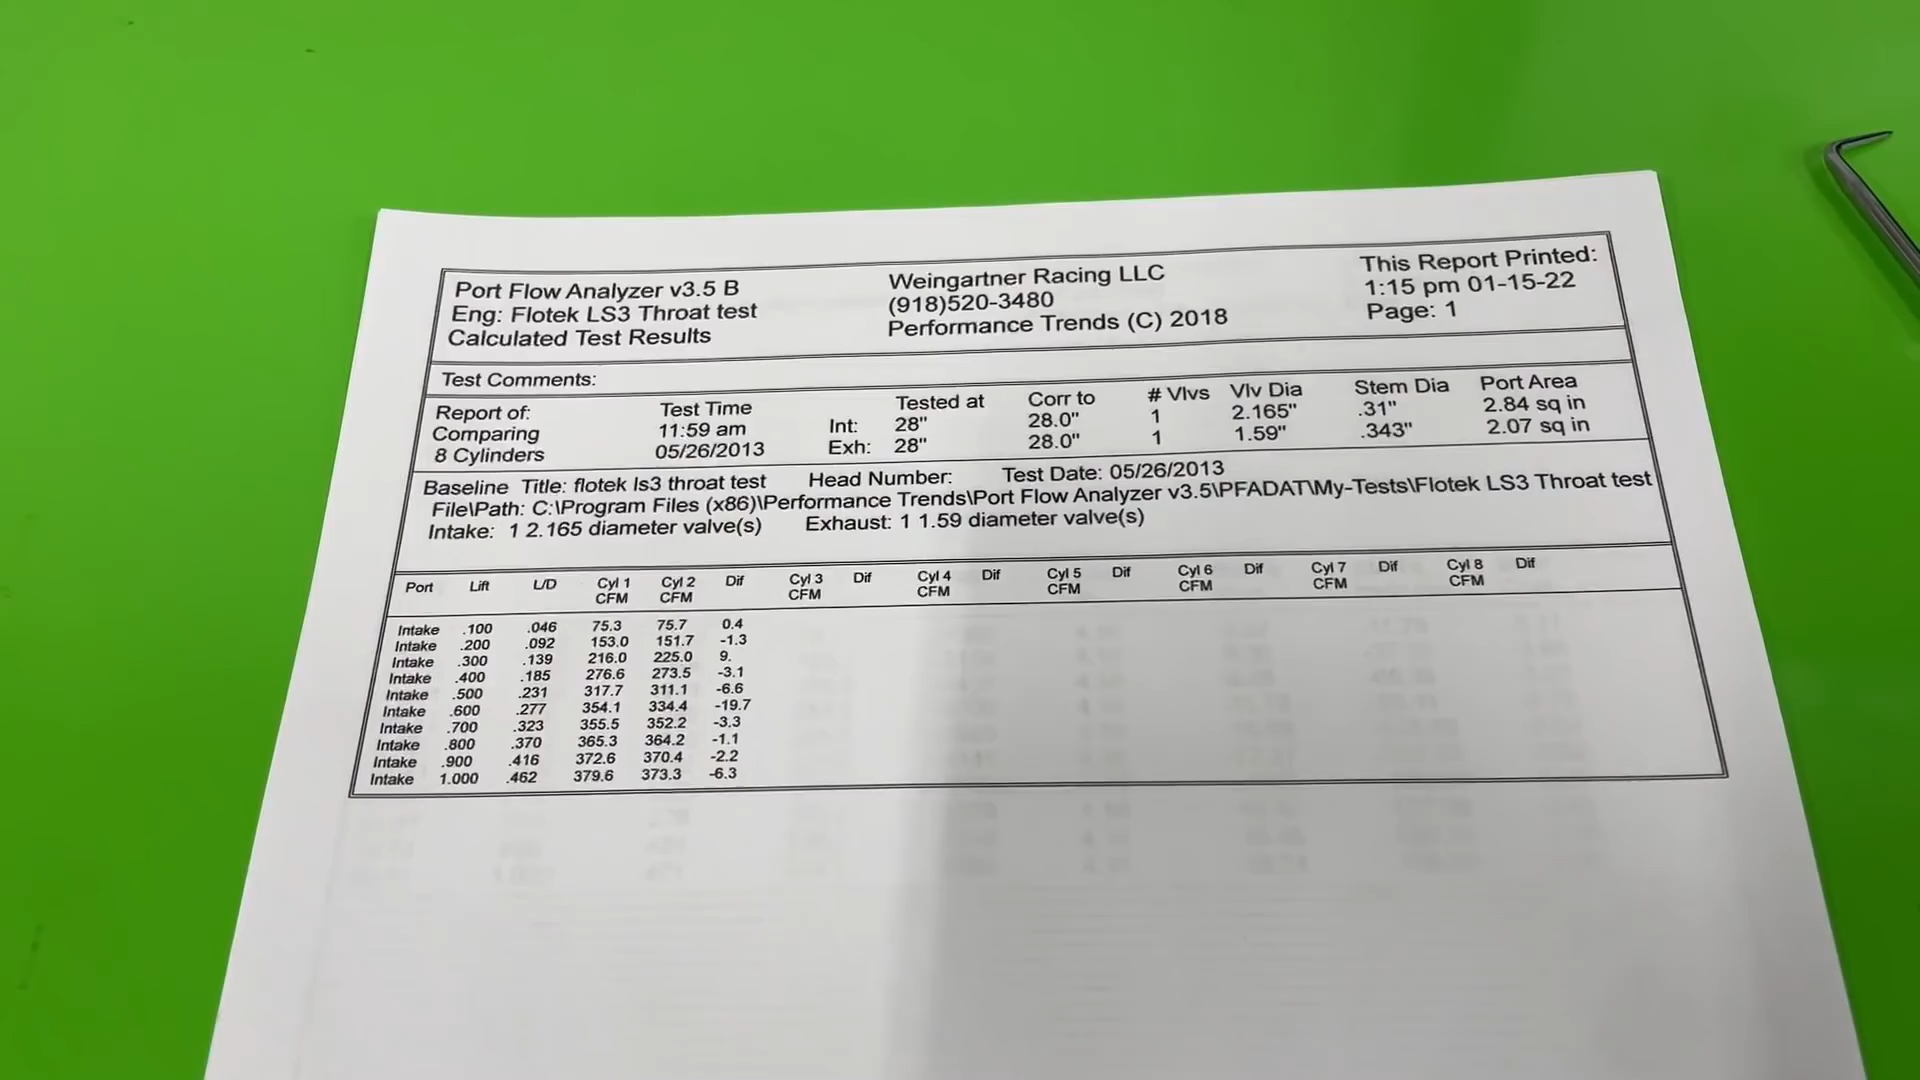 Port Flow Analyzer v3.5 B
Eng: Flotek LS3 Throat test
Calculated Test Results
Weingartner Racing LLC
(918)520-3480
Performance Trends (C) 2018
This Report Printed:
1:15 pm 01-15-22
Page: 1
Test Comments:
Report of: Test Time Tested at Corr to # Vlvs Vlv Dia Stem Dia Port Area
Comparing 11:59 am Int: 28" 28.0" 1 2.165" .31" 2.84 sq in
8 Cylinders 05/26/2013 Exh: 28" 28.0" 1 1.59" .343" 2.07 sq in
Baseline Title: flotek ls3 throat test Head Number: Test Date: 05/26/2013
File\Path: C:\Program Files (x86)\Performance Trends\Port Flow Analyzer v3.5\PFADAT\My-Tests\Flotek LS3 Throat test
Intake: 1 2.165 diameter valve(s) Exhaust: 1 1.59 diameter valve(s)
Port Lift L/D Cyl 1 Cyl 2 Dif Cyl 3 Dif Cyl 4 Dif Cyl 5 Dif Cyl 6 Dif Cyl 7 Dif Cyl 8 Dif
CFM CFM CFM CFM CFM CFM CFM CFM
Intake .100 .046 75.3 75.7 0.4
Intake .200 .092 153.0 151.7 -1.3
Intake .300 .139 216.0 225.0 9.
Intake .400 .185 276.6 273.5 -3.1
Intake .500 .231 317.7 311.1 -6.6
Intake .600 .277 354.1 334.4 -19.7
Intake .700 .323 355.5 352.2 -3.3
Intake .800 .370 365.3 364.2 -1.1
Intake .900 .416 372.6 370.4 -2.2
Intake 1.000 .462 379.6 373.3 -6.3